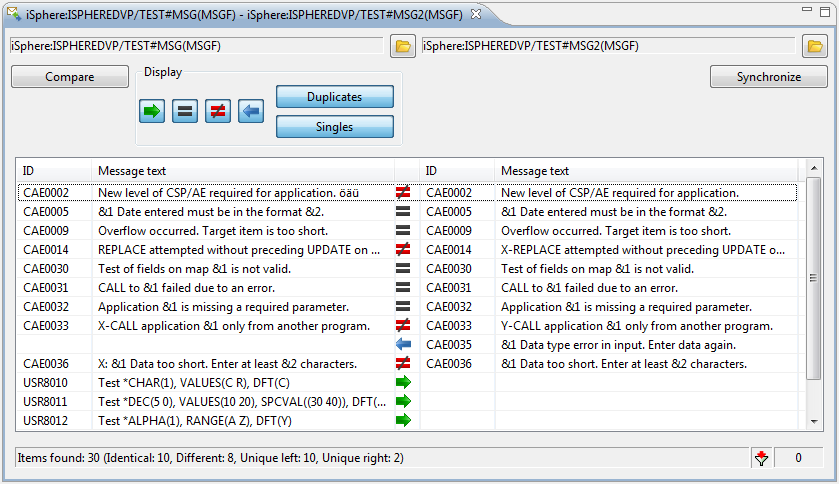 iSphere:ISPHEREDVP/TEST#MSG(MSGF) - iSphere:ISPHEREDVP/TEST#MSG2(MSGF)
iSphere:ISPHEREDVP/TEST#MSG(MSGF) iSphere:ISPHEREDVP/TEST#MSG2(MSGF)
Compare Display Synchronize
Duplicates
Singles
ID Message text ID Message text
CAE0002 New level of CSP/AE required for application. öäü CAE0002 New level of CSP/AE required for application.
CAE0005 &1 Date entered must be in the format &2. CAE0005 &1 Date entered must be in the format &2.
CAE0009 Overflow occurred. Target item is too short. CAE0009 Overflow occurred. Target item is too short.
CAE0014 REPLACE attempted without preceding UPDATE on ... CAE0014 X-REPLACE attempted without preceding UPDATE o...
CAE0030 Test of fields on map &1 is not valid. CAE0030 Test of fields on map &1 is not valid.
CAE0031 CALL to &1 failed due to an error. CAE0031 CALL to &1 failed due to an error.
CAE0032 Application &1 is missing a required parameter. CAE0032 Application &1 is missing a required parameter.
CAE0033 X-CALL application &1 only from another program. CAE0033 Y-CALL application &1 only from another program.
CAE0035 &1 Data type error in input. Enter data again.
CAE0036 X: &1 Data too short. Enter at least &2 characters. CAE0036 &1 Data too short. Enter at least &2 characters.
USR8010 Test *CHAR(1), VALUES(C R), DFT(C)
USR8011 Test *DEC(5 0), VALUES(10 20), SPCVAL((30 40)), DFT(...
USR8012 Test *ALPHA(1), RANGE(A Z), DFT(Y)
Items found: 30 (Identical: 10, Different: 8, Unique left: 10, Unique right: 2) 0